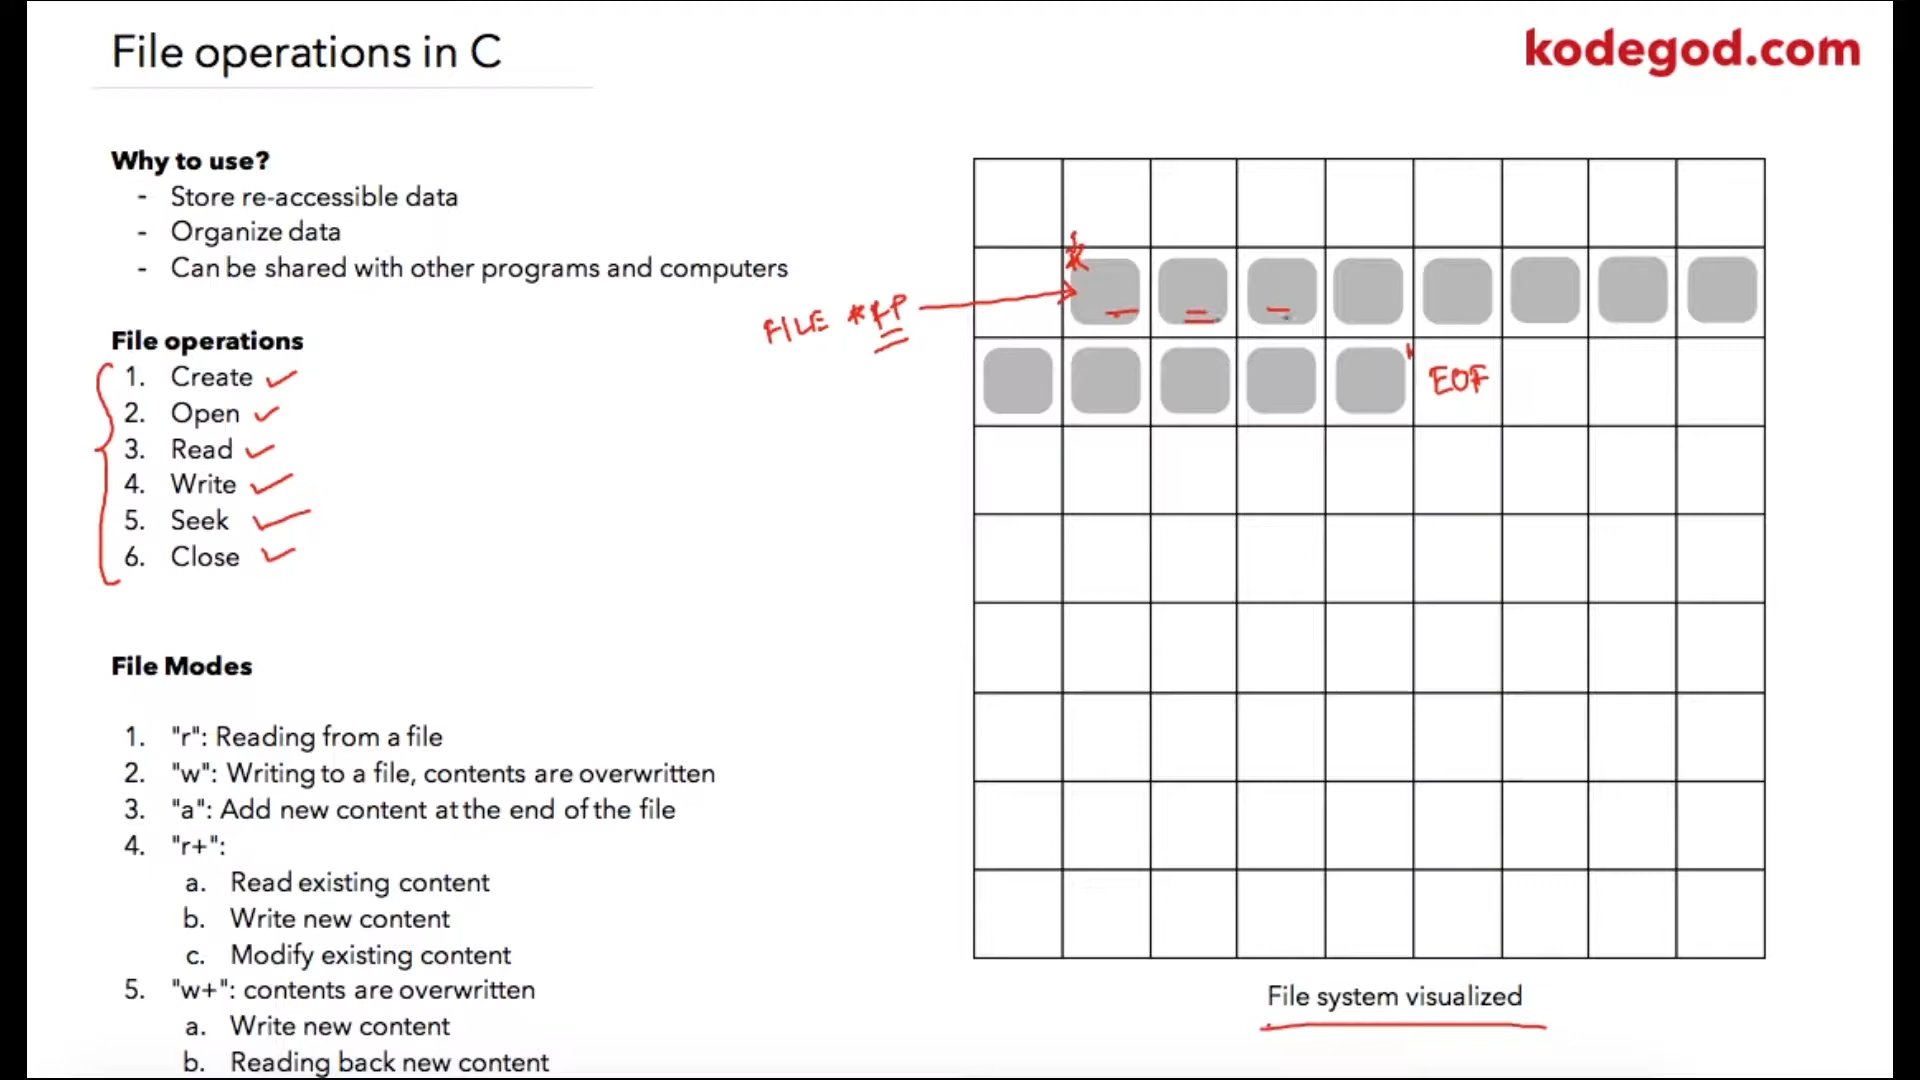 File operations in C
kodegod.com
Why to use?
- Store re-accessible data
- Organize data
- Can be shared with other programs and computers
FILE *fp
File operations
1. Create
2. Open
3. Read
4. Write
5. Seek
6. Close
EOF
File Modes
1. "r": Reading from a file
2. "w": Writing to a file, contents are overwritten
3. "a": Add new content at the end of the file
4. "r+":
a. Read existing content
b. Write new content
c. Modify existing content
5. "w+": contents are overwritten
a. Write new content
b. Reading back new content
File system visualized